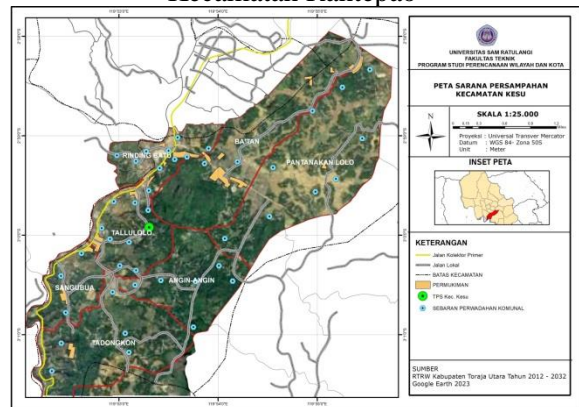 Kecamatan Rantepao
UNIVERSITAS SAM RATULANGI
FAKULTAS TEKNIK
PROGRAM STUDI PERENCANAAN WILAYAH DAN KOTA
PETA SARANA PERSAMPAHAN
KECAMATAN KESU
SKALA 1:25.000
Proyeksi : Universal Transver Mercator
Datum : WGS 84- Zona 50S
Unit : Meter
INSET PETA
KETERANGAN
Jalan Kolektor Primer
Jalan Lokal
BATAS KECAMATAN
PERMUKIMAN
TPS Kec. Kesu
SEBARAN PERWADAHAN KOMUNAL
SUMBER
RTRW Kabupaten Toraja Utara Tahun 2012 - 2032
Google Earth 2023
BA'TAN
RINDING BATU
PANTANAKAN LOLO
TALLULOLO
SANGBUA
ANGIN-ANGIN
TADONGKON